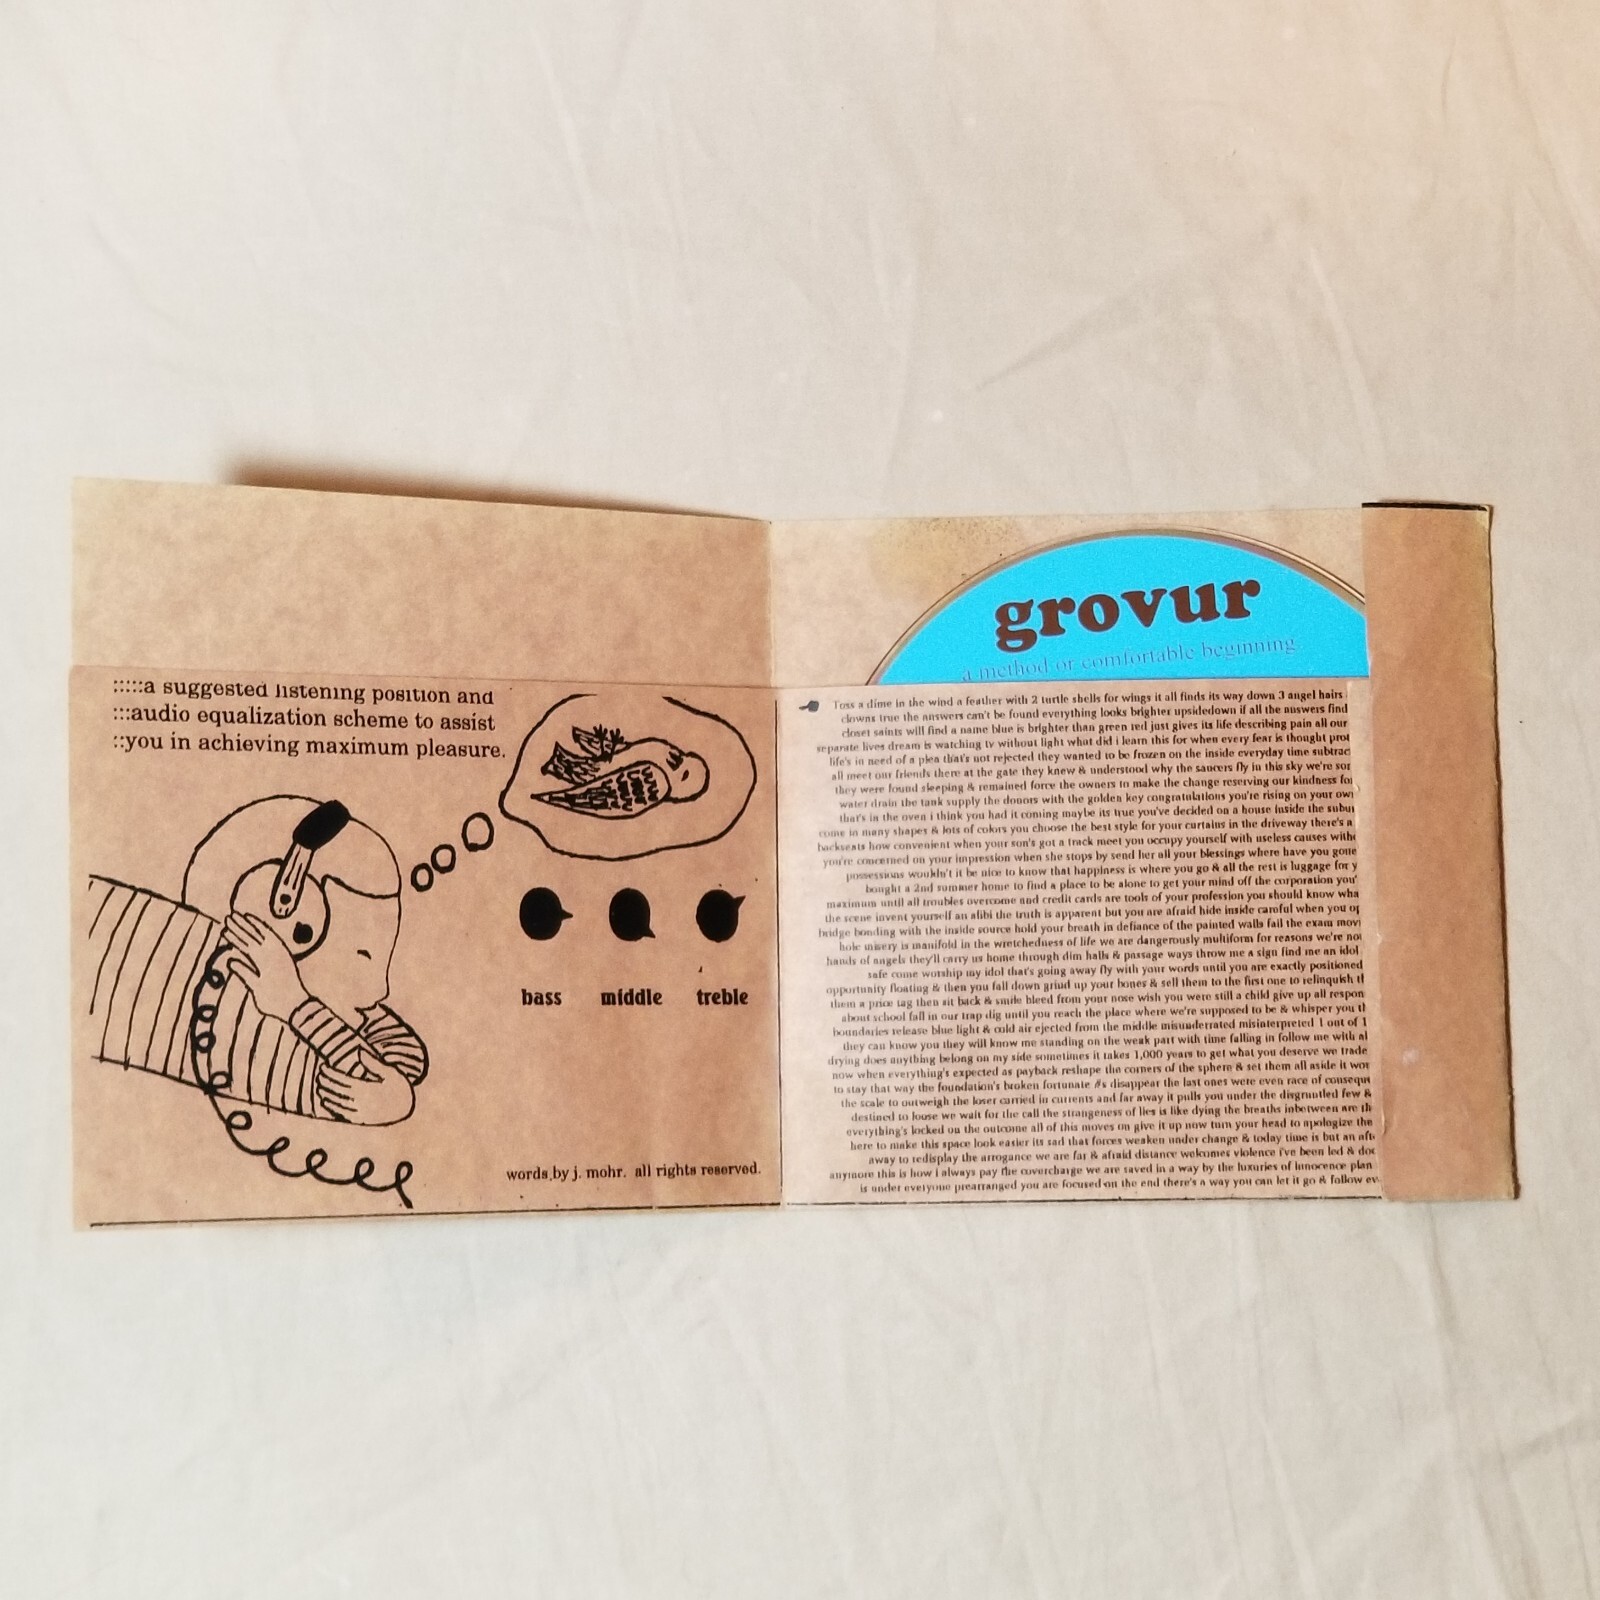 :::::a suggested listening position and
:::audio equalization scheme to assist
::you in achieving maximum pleasure.
bass middle treble
words by j. mohr. all rights reserved.
grovur
a method or comfortable beginning.
Toss a dime in the wind a feather with 2 turtle shells for wings it all finds its way down 3 angel hairs
clowns true the answers can't be found everything looks brighter upsidedown if all the answers find
closet saints will find a name blue is brighter than green red just gives its life describing pain all our
separate lives dream is watching tv without light what did i learn this for when every fear is thought
life's in need of a plea that's not rejected they wanted to be frozen on the inside everyday time
all meet our friends there at the gate they knew & understood why the saucers fly in this sky we're
they were found sleeping & remained force the owners to make the change reserving our kindness
water drain the tank supply the donors with the golden key congratulations you're rising on your own
that's in the oven i think you had it coming maybe its true you've decided on a house inside the
come in many shapes & lots of colors you choose the best style for your curtains in the driveway there's a
backseats how convenient when your son's got a track meet you occupy yourself with useless causes
you're concerned on your impression when she stops by send her all your blessings where have you gone
possessions wouldn't it be nice to know that happiness is where you go & all the rest is luggage for
bought a 2nd summer home to find a place to be alone to get your mind off the corporation
maximum until all troubles overcome and credit cards are tools of your profession you should know
the scene invent yourself an alibi the truth is apparent but you are afraid hide inside careful when you
bridge bonding with the inside source hold your breath in defiance of the painted walls fail the exam
hole misery is manifold in the wretchedness of life we are dangerously multiform for reasons we're
hands of angels they'll carry us home through dim halls & passage ways throw me a sign find me an idol
safe come worship my idol that's going away fly with your words until you are exactly positioned
opportunity floating & then you fall down grind up your bones & sell them to the first one to relinquish
them a price tag then sit back & smile bleed from your nose wish you were still a child give up all
about school fall in our trap dig until you reach the place where we're supposed to be & whisper you
boundaries release blue light & cold air ejected from the middle misunderrated misinterpreted 1 out of 1
they can know you they will know me standing on the weak part with time falling in follow me with
drying does anything belong on my side sometimes it takes 1,000 years to get what you deserve we trade
now when everything's expected as payback reshape the corners of the sphere & set them all aside it
to stay that way the foundation's broken fortunate #s disappear the last ones were even race of
the scale to outweigh the loser carried in currents and far away it pulls you under the disgruntled few &
destined to loose we wait for the call the strangeness of lies is like dying the breaths inbetween are
everything's locked on the outcome all of this moves on give it up now turn your head to apologize the
here to make this space look easier its sad that forces weaken under change & today time is but an
away to redisplay the arrogance we are far & afraid distance welcomes violence i've been led &
anymore this is how i always pay the covercharge we are saved in a way by the luxuries of innocence
is under everyone prearranged you are focused on the end there's a way you can let it go & follow